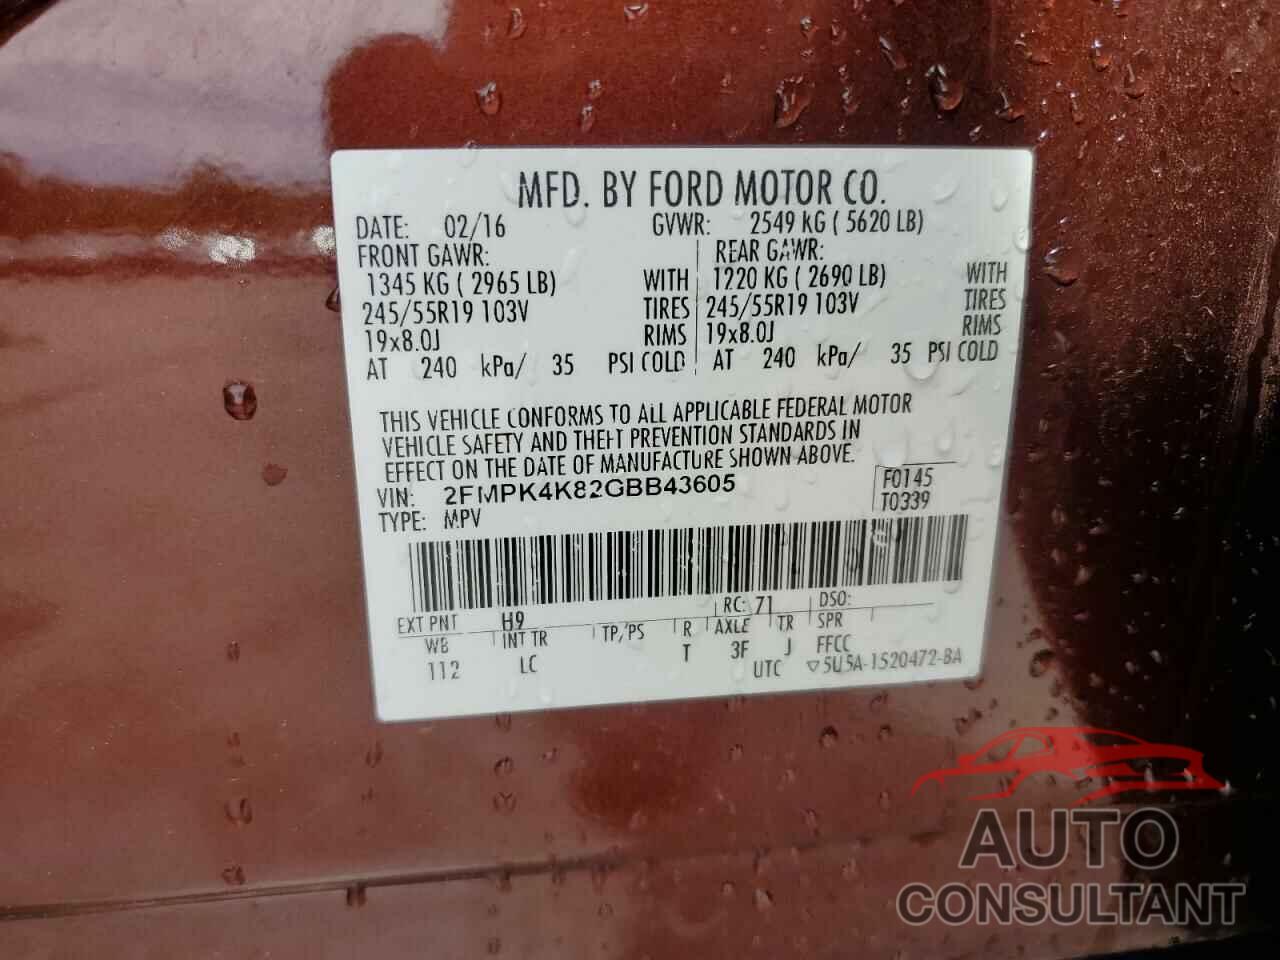 MFD. BY FORD MOTOR CO.
DATE: 02/16 GVWR: 2549 KG ( 5620 LB)
FRONT GAWR: REAR GAWR:
1345 KG ( 2965 LB) WITH 1220 KG ( 2690 LB) WITH
245/55R19 103V TIRES 245/55R19 103V TIRES
19x8.0J RIMS 19x8.0J RIMS
AT 240 kPa/ 35 PSI COLD AT 240 kPa/ 35 PSI COLD
THIS VEHICLE CONFORMS TO ALL APPLICABLE FEDERAL MOTOR
VEHICLE SAFETY AND THEFT PREVENTION STANDARDS IN
EFFECT ON THE DATE OF MANUFACTURE SHOWN ABOVE.
VIN: 2FMPK4K82GBB43605 F0145
TYPE: MPV T0339
EXT PNT H9 RC: 71 DSO:
WB INT TR TP/PS R AXLE TR SPR
112 LC T 3F J FFCC
UTC ▽5U5A-1520472-BA
AUTO
CONSULTANT